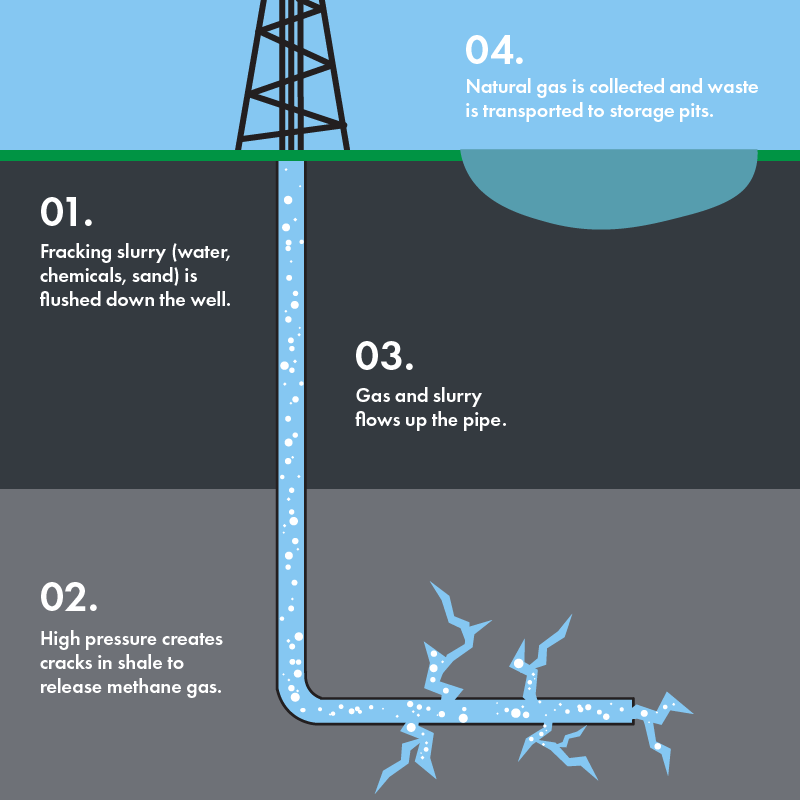 01.
Fracking slurry (water,
chemicals, sand) is
flushed down the well.
02.
High pressure creates
cracks in shale to
release methane gas.
03.
Gas and slurry
flows up the pipe.
04.
Natural gas is collected and waste
is transported to storage pits.